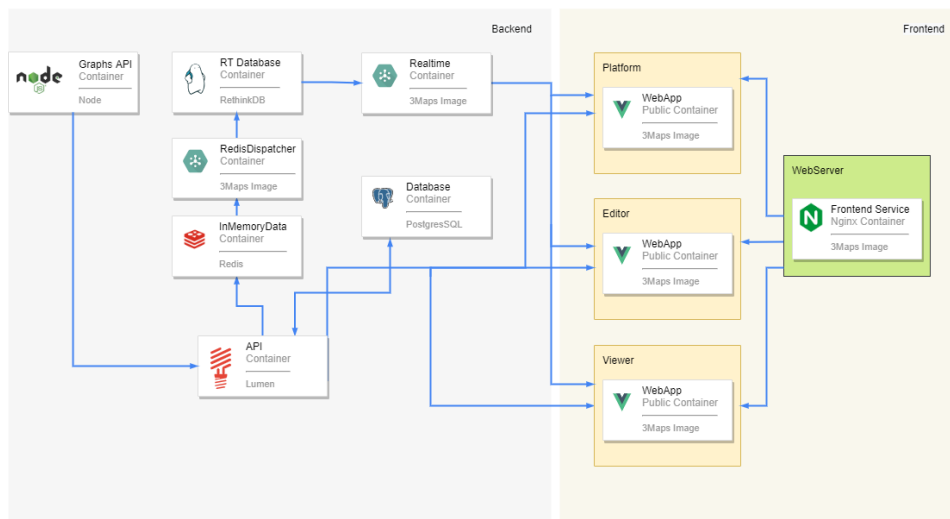 Backend
Frontend
node
JS
Graphs API
Container
Node
RT Database
Container
RethinkDB
Realtime
Container
3Maps Image
RedisDispatcher
Container
3Maps Image
Database
Container
PostgresSQL
InMemoryData
Container
Redis
API
Container
Lumen
Platform
WebApp
Public Container
3Maps Image
Editor
WebApp
Public Container
3Maps Image
Viewer
WebApp
Public Container
3Maps Image
WebServer
N
Frontend Service
Nginx Container
3Maps Image